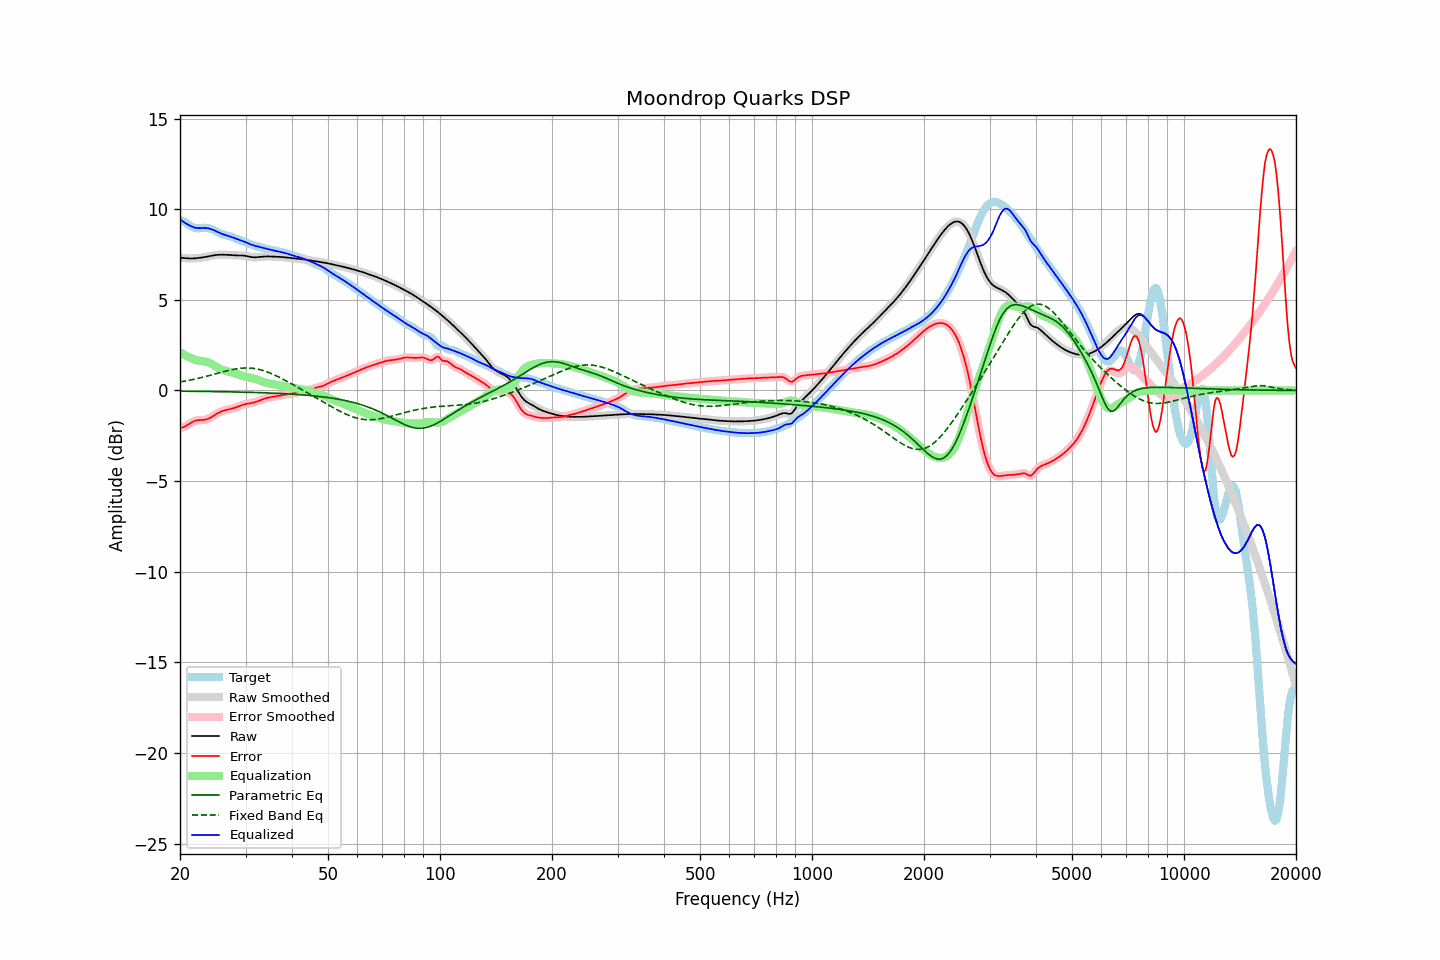 Moondrop Quarks DSP
15
10
5
0
−5
−10
−15
−20
−25
Amplitude (dBr)
Target
Raw Smoothed
Error Smoothed
Raw
Error
Equalization
Parametric Eq
Fixed Band Eq
Equalized
20 50 100 200 500 1000 2000 5000 10000 20000
Frequency (Hz)